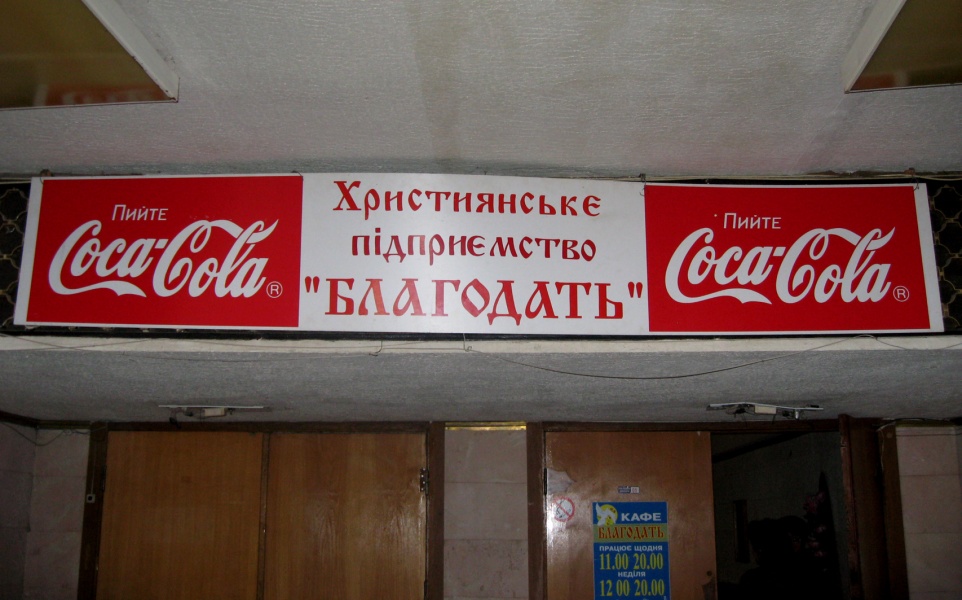 Пийте
Coca-Cola®
Християнське
підприємство
"БЛАГОДАТЬ"
Пийте
Coca-Cola®
КАФЕ
БЛАГОДАТЬ
ПРАЦЮЄ ЩОДНЯ
11.00 20.00
НЕДІЛЯ
12 00 20.00